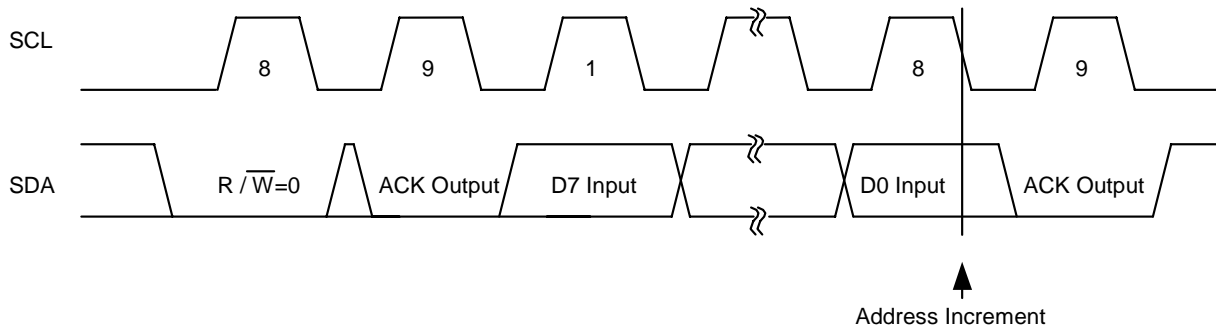 SCL
8 9 1 8 9
SDA
R / W̅=0 ACK Output D7 Input D0 Input ACK Output
Address Increment